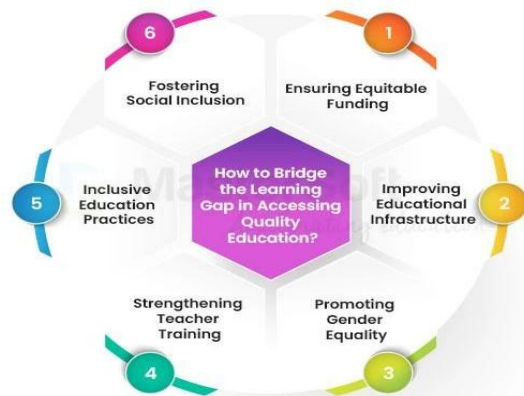 How to Bridge
the Learning
Gap in Accessing
Quality
Education?
1
Ensuring Equitable
Funding
2
Improving
Educational
Infrastructure
3
Promoting
Gender
Equality
4
Strengthening
Teacher
Training
5
Inclusive
Education
Practices
6
Fostering
Social Inclusion